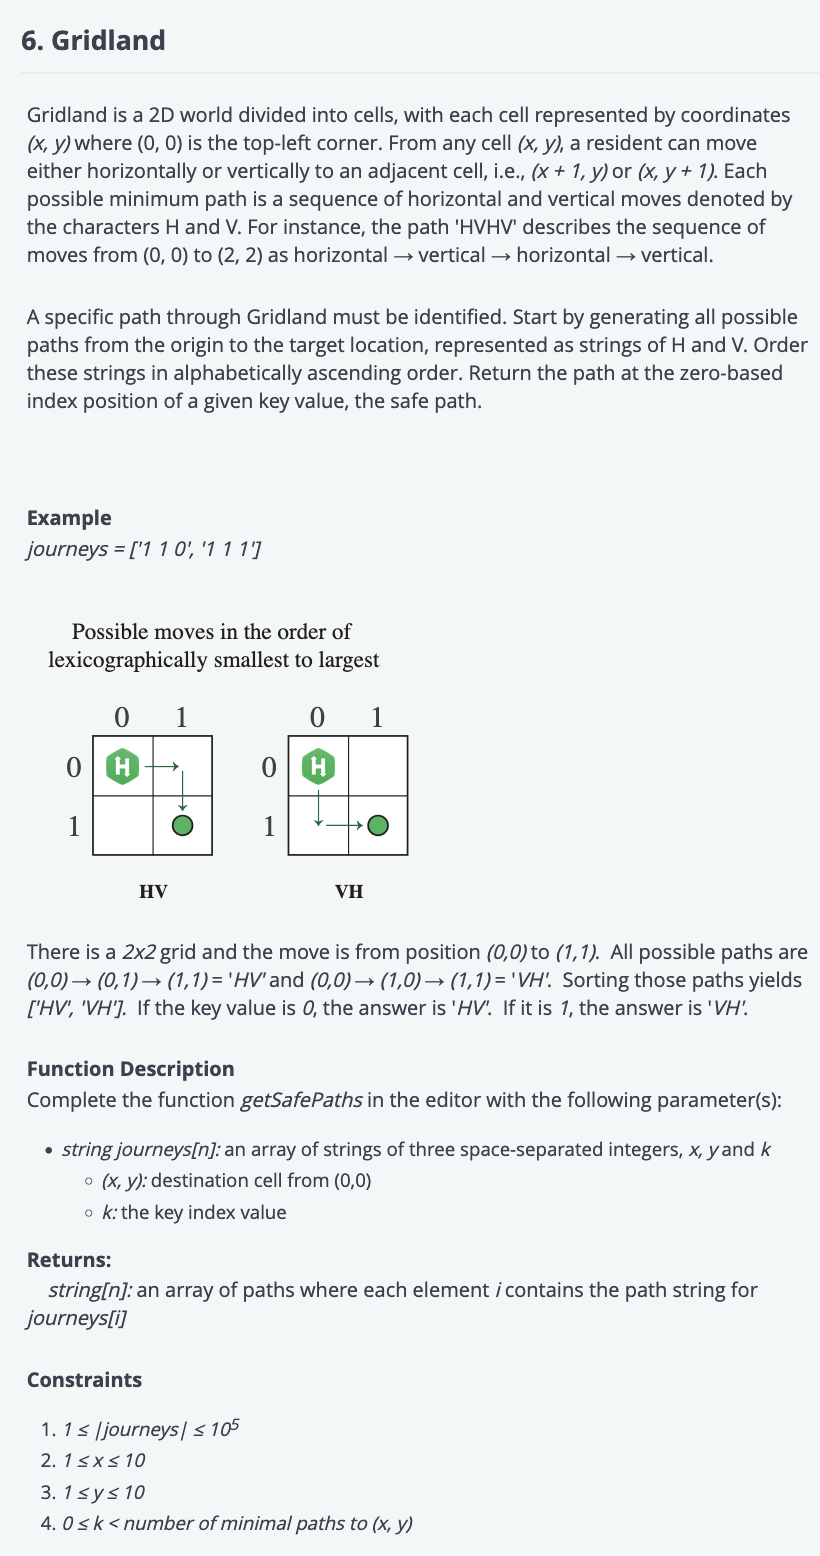 6. Gridland
Gridland is a 2D world divided into cells, with each cell represented by coordinates
(x, y) where (0, 0) is the top-left corner. From any cell (x, y), a resident can move
either horizontally or vertically to an adjacent cell, i.e., (x + 1, y) or (x, y + 1). Each
possible minimum path is a sequence of horizontal and vertical moves denoted by
the characters H and V. For instance, the path 'HVHV' describes the sequence of
moves from (0, 0) to (2, 2) as horizontal → vertical → horizontal → vertical.
A specific path through Gridland must be identified. Start by generating all possible
paths from the origin to the target location, represented as strings of H and V. Order
these strings in alphabetically ascending order. Return the path at the zero-based
index position of a given key value, the safe path.
Example
journeys = ['1 1 0', '1 1 1']
Possible moves in the order of
lexicographically smallest to largest
0 1 0 1
0 H 0 H
1 1
HV VH
There is a 2x2 grid and the move is from position (0,0) to (1,1).  All possible paths are
(0,0) → (0,1) → (1,1) = 'HV' and (0,0) → (1,0) → (1,1) = 'VH'.  Sorting those paths yields
['HV', 'VH'].  If the key value is 0, the answer is 'HV'.  If it is 1, the answer is 'VH'.
Function Description
Complete the function getSafePaths in the editor with the following parameter(s):
• string journeys[n]: an array of strings of three space-separated integers, x, y and k
○ (x, y): destination cell from (0,0)
○ k: the key index value
Returns:
string[n]: an array of paths where each element i contains the path string for
journeys[i]
Constraints
1. 1 ≤ |journeys| ≤ 10⁵
2. 1 ≤ x ≤ 10
3. 1 ≤ y ≤ 10
4. 0 ≤ k < number of minimal paths to (x, y)